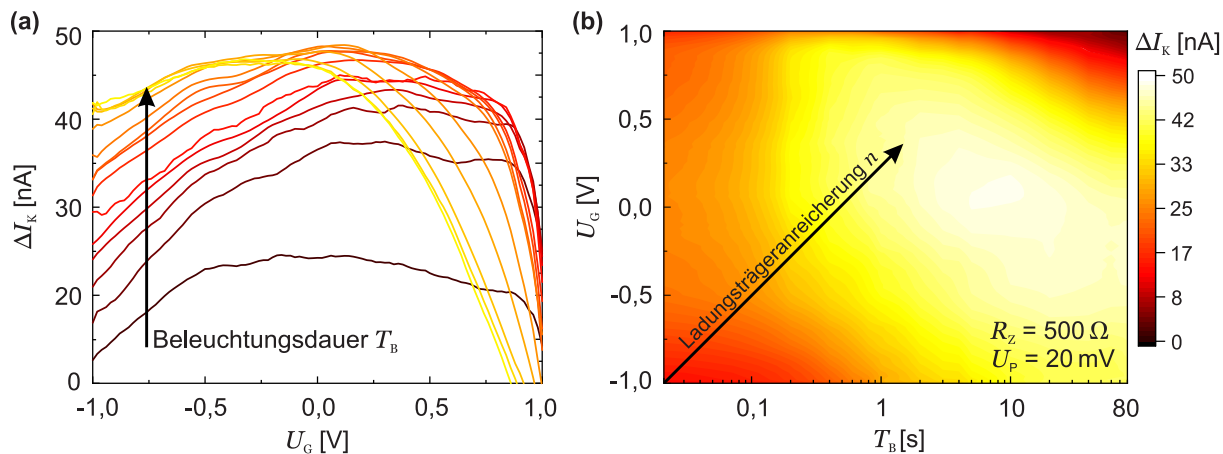 (a)
50
40
30
20
0
ΔI_K [nA]
-1,0
-0,5
0,0
0,5
1,0
U_G [V]
Beleuchtungsdauer T_B
(b)
1,0
0,5
0,0
-0,5
-1,0
U_G [V]
0,1
1
10
80
T_B [s]
Ladungsträgeranreicherung n
R_Z = 500 Ω
U_P = 20 mV
ΔI_K [nA]
50
42
33
25
17
8
0